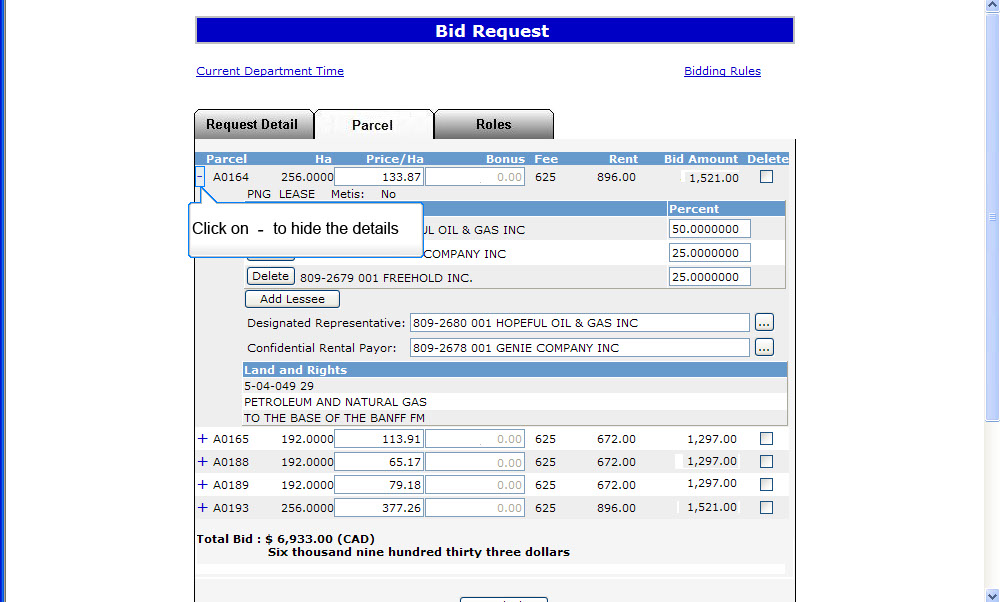 Bid Request
Current Department Time Bidding Rules
Request Detail Parcel Roles
Parcel Ha Price/Ha Bonus Fee Rent Bid Amount Delete
- A0164 256.0000 133.87 0.00 625 896.00 1,521.00
PNG LEASE Metis: No
Percent
Click on - to hide the details
OIL & GAS INC 50.0000000
COMPANY INC 25.0000000
Delete 809-2679 001 FREEHOLD INC. 25.0000000
Add Lessee
Designated Representative: 809-2680 001 HOPEFUL OIL & GAS INC ...
Confidential Rental Payor: 809-2678 001 GENIE COMPANY INC ...
Land and Rights
5-04-049 29
PETROLEUM AND NATURAL GAS
TO THE BASE OF THE BANFF FM
+ A0165 192.0000 113.91 0.00 625 672.00 1,297.00
+ A0188 192.0000 65.17 0.00 625 672.00 1,297.00
+ A0189 192.0000 79.18 0.00 625 672.00 1,297.00
+ A0193 256.0000 377.26 0.00 625 896.00 1,521.00
Total Bid : $ 6,933.00 (CAD)
Six thousand nine hundred thirty three dollars